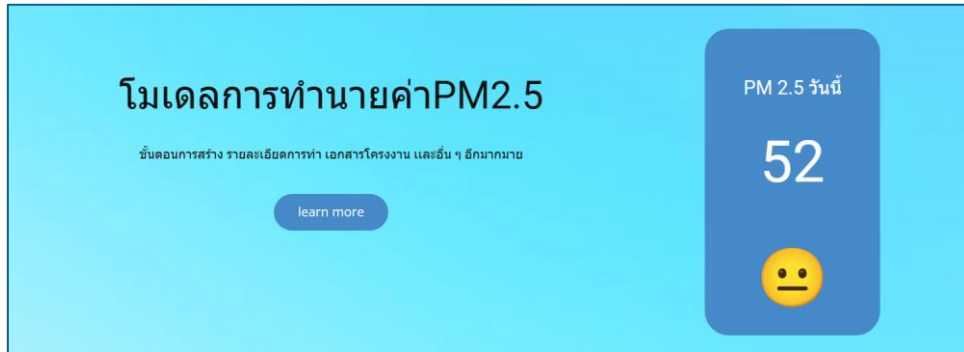 โมเดลการทำนายค่าPM2.5
ขั้นตอนการสร้าง รายละเอียดการทำ เอกสารโครงงาน และอื่น ๆ อีกมากมาย
learn more
PM 2.5 วันนี้
52